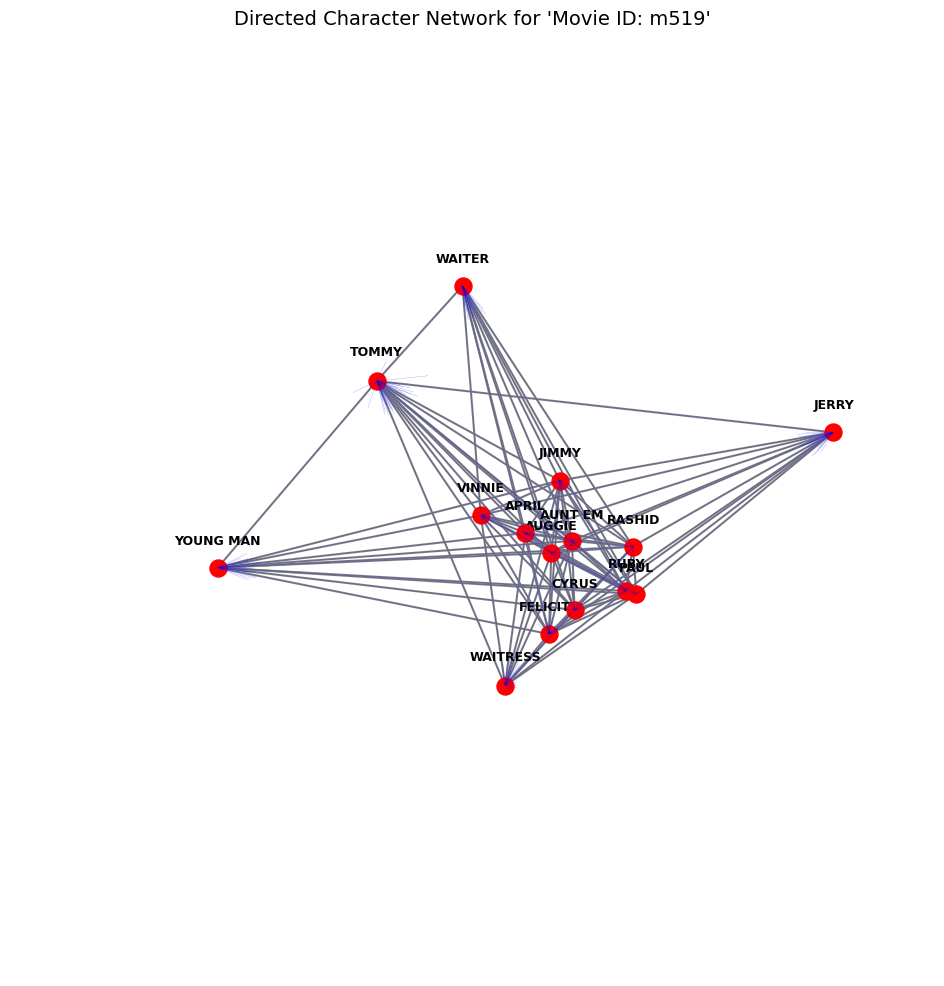 Directed Character Network for 'Movie ID: m519'
WAITER
TOMMY
JERRY
JIMMY
VINNIE
APRIL
AUNT EM
RASHID
AUGGIE
YOUNG MAN
RUBY
PAUL
CYRUS
FELICIT
WAITRESS